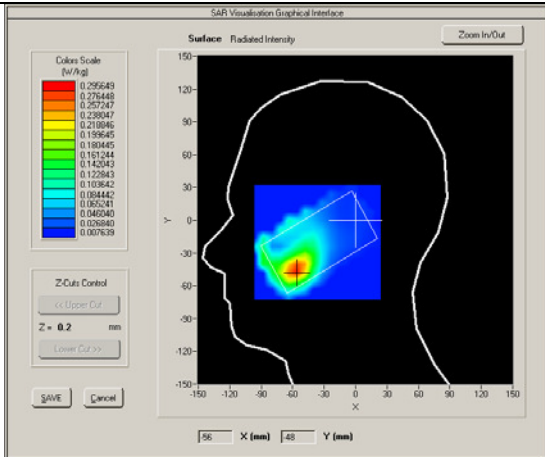 SAR Visualisation Graphical Interface
Surface Radiated Intensity
Zoom In/Out
Colors Scale
(W/kg)
0.295649
0.276448
0.257247
0.238047
0.218846
0.199645
0.180445
0.161244
0.142043
0.122843
0.103642
0.084442
0.065241
0.046040
0.026840
0.007639
Z-Cuts Control
<< Upper Cut
Z = 0.2 mm
Lower Cut >>
SAVE Cancel
150
120
90
60
30
0
-30
-60
-90
-120
-150
Y
-150 -120 -90 -60 -30 0 30 60 90 120 150
X
-56 X (mm) -48 Y (mm)